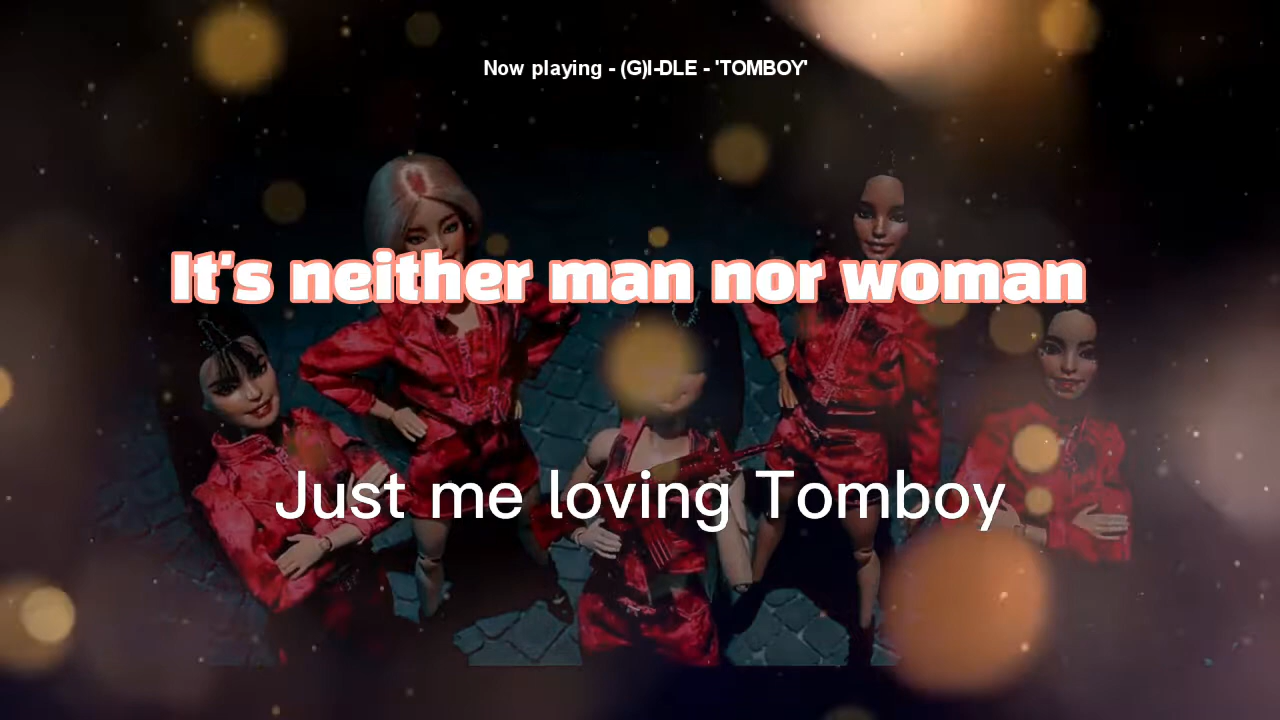 Now playing - (G)I-DLE - 'TOMBOY'
It's neither man nor woman
Just me loving Tomboy